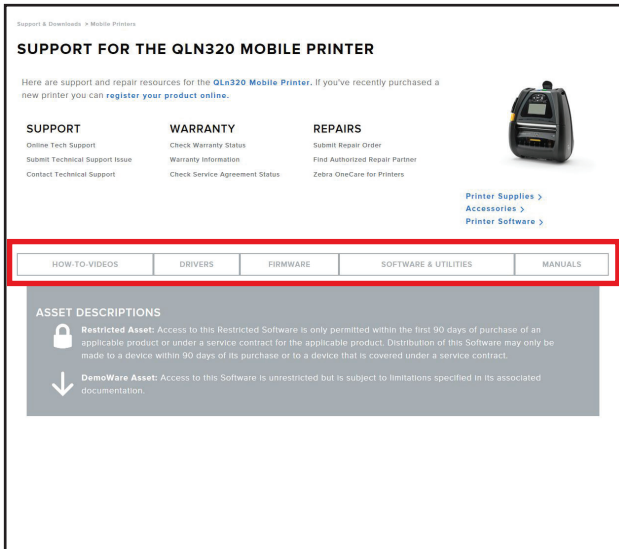 Support & Downloads > Mobile Printers
SUPPORT FOR THE QLN320 MOBILE PRINTER
Here are support and repair resources for the QLn320 Mobile Printer. If you've recently purchased a
new printer you can register your product online.
SUPPORT
Online Tech Support
Submit Technical Support Issue
Contact Technical Support
WARRANTY
Check Warranty Status
Warranty Information
Check Service Agreement Status
REPAIRS
Submit Repair Order
Find Authorized Repair Partner
Zebra OneCare for Printers
Printer Supplies >
Accessories >
Printer Software >
HOW-TO-VIDEOS
DRIVERS
FIRMWARE
SOFTWARE & UTILITIES
MANUALS
ASSET DESCRIPTIONS
Restricted Asset: Access to this Restricted Software is only permitted within the first 90 days of purchase of an
applicable product or under a service contract for the applicable product. Distribution of this Software may only be
made to a device within 90 days of its purchase or to a device that is covered under a service contract.
DemoWare Asset: Access to this Software is unrestricted but is subject to limitations specified in its associated
documentation.